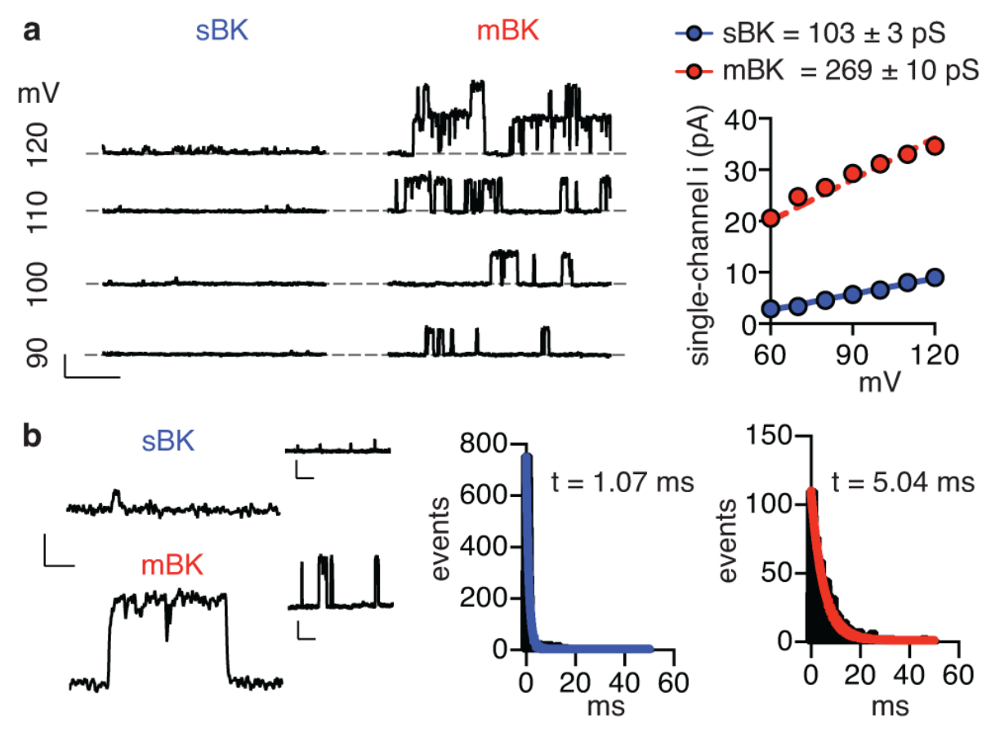 a
sBK
mBK
mV
120
110
100
90
sBK = 103 ± 3 pS
mBK = 269 ± 10 pS
single-channel i (pA)
40
30
20
10
0
60 90 120
mV
b
sBK
mBK
events
800
600
400
200
0
t = 1.07 ms
0 20 40 60
ms
events
150
100
50
0
t = 5.04 ms
0 20 40 60
ms